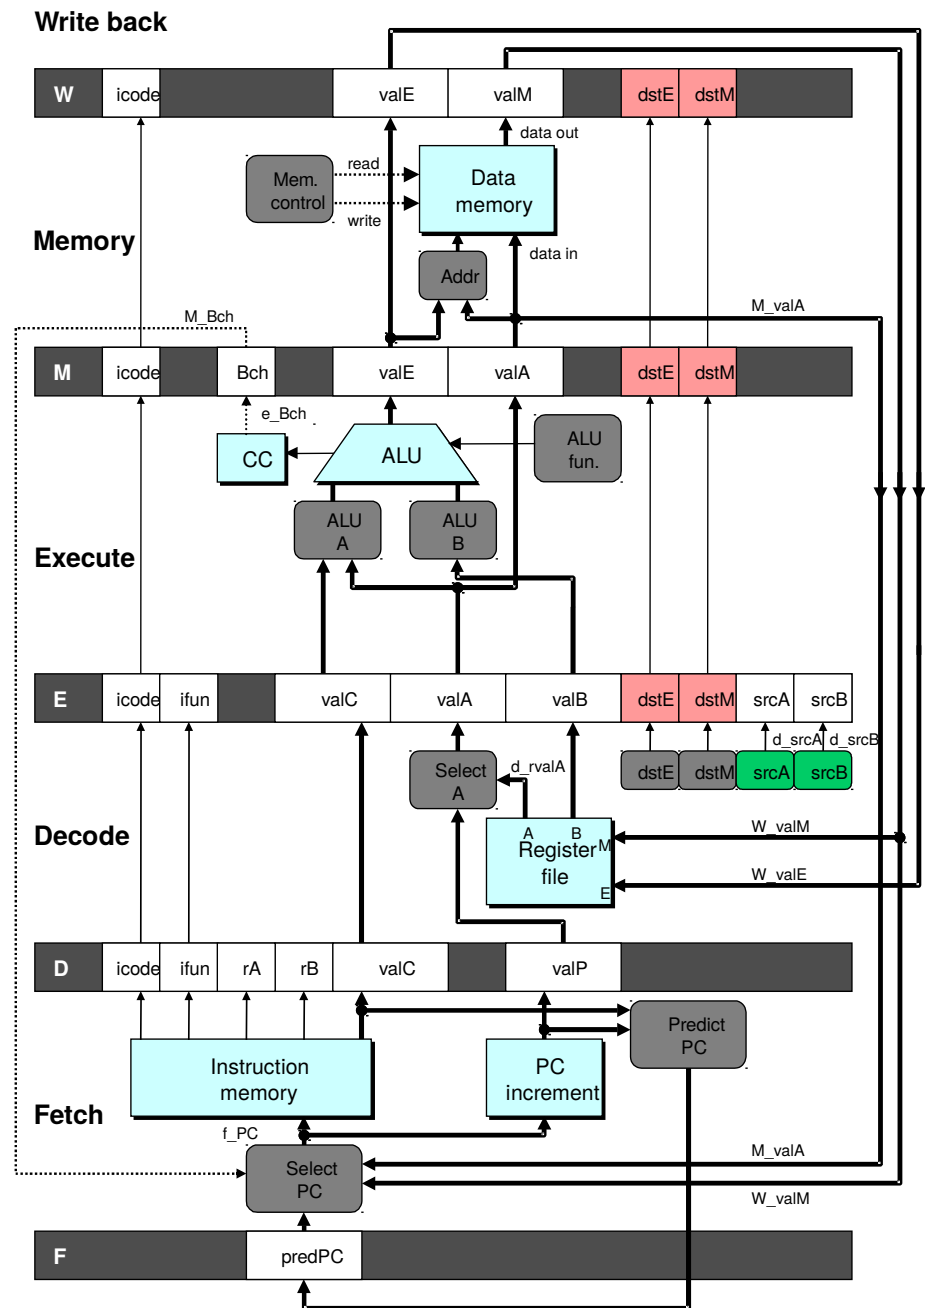 Write back
W icode valE valM dstE dstM
data out
read
Mem.
control
write
Data
memory
Memory
data in
Addr
M_valA
M_Bch
M icode Bch valE valA dstE dstM
e_Bch
CC
ALU
ALU
fun.
ALU
A
ALU
B
Execute
E icode ifun valC valA valB dstE dstM srcA srcB
d_srcA d_srcB
Select
A
d_rvalA
dstE dstM srcA srcB
Decode
A B
M
Register
file
E
W_valM
W_valE
D icode ifun rA rB valC valP
Predict
PC
Instruction
memory
PC
increment
Fetch
f_PC
Select
PC
M_valA
W_valM
F predPC